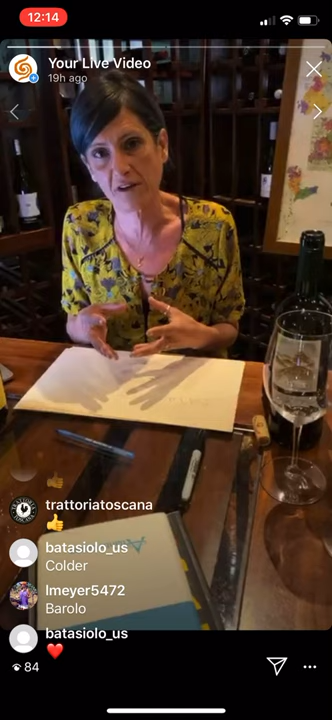 12:14
Your Live Video
19h ago
👍
trattoriatoscana
👍
batasiolo_us
Colder
lmeyer5472
Barolo
batasiolo_us
❤️
84